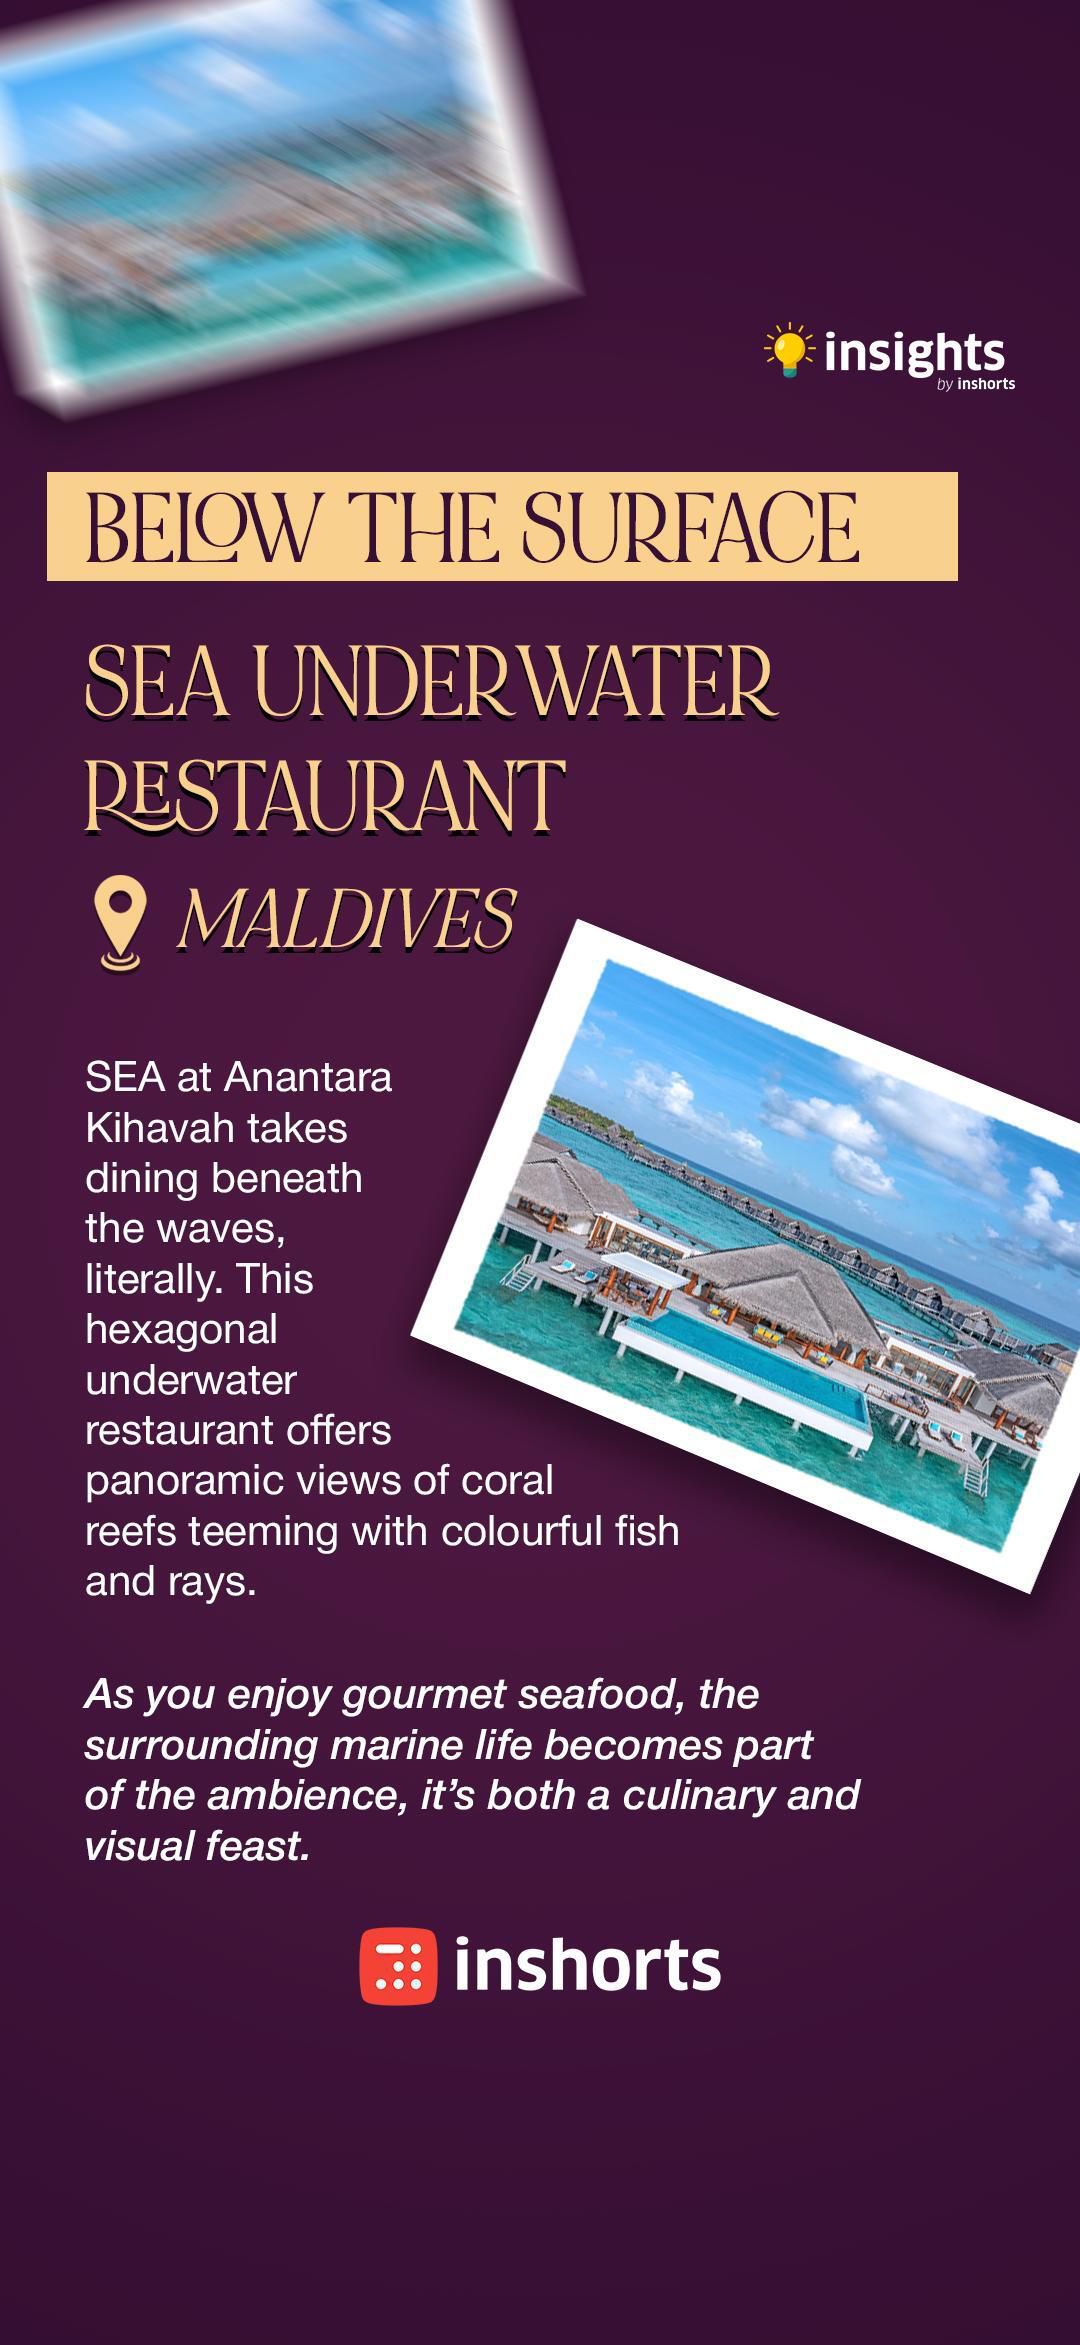 insights
by inshorts
BELOW THE SURFACE
SEA UNDERWATER
RESTAURANT
MALDIVES
SEA at Anantara
Kihavah takes
dining beneath
the waves,
literally. This
hexagonal
underwater
restaurant offers
panoramic views of coral
reefs teeming with colourful fish
and rays.
As you enjoy gourmet seafood, the
surrounding marine life becomes part
of the ambience, it’s both a culinary and
visual feast.
inshorts